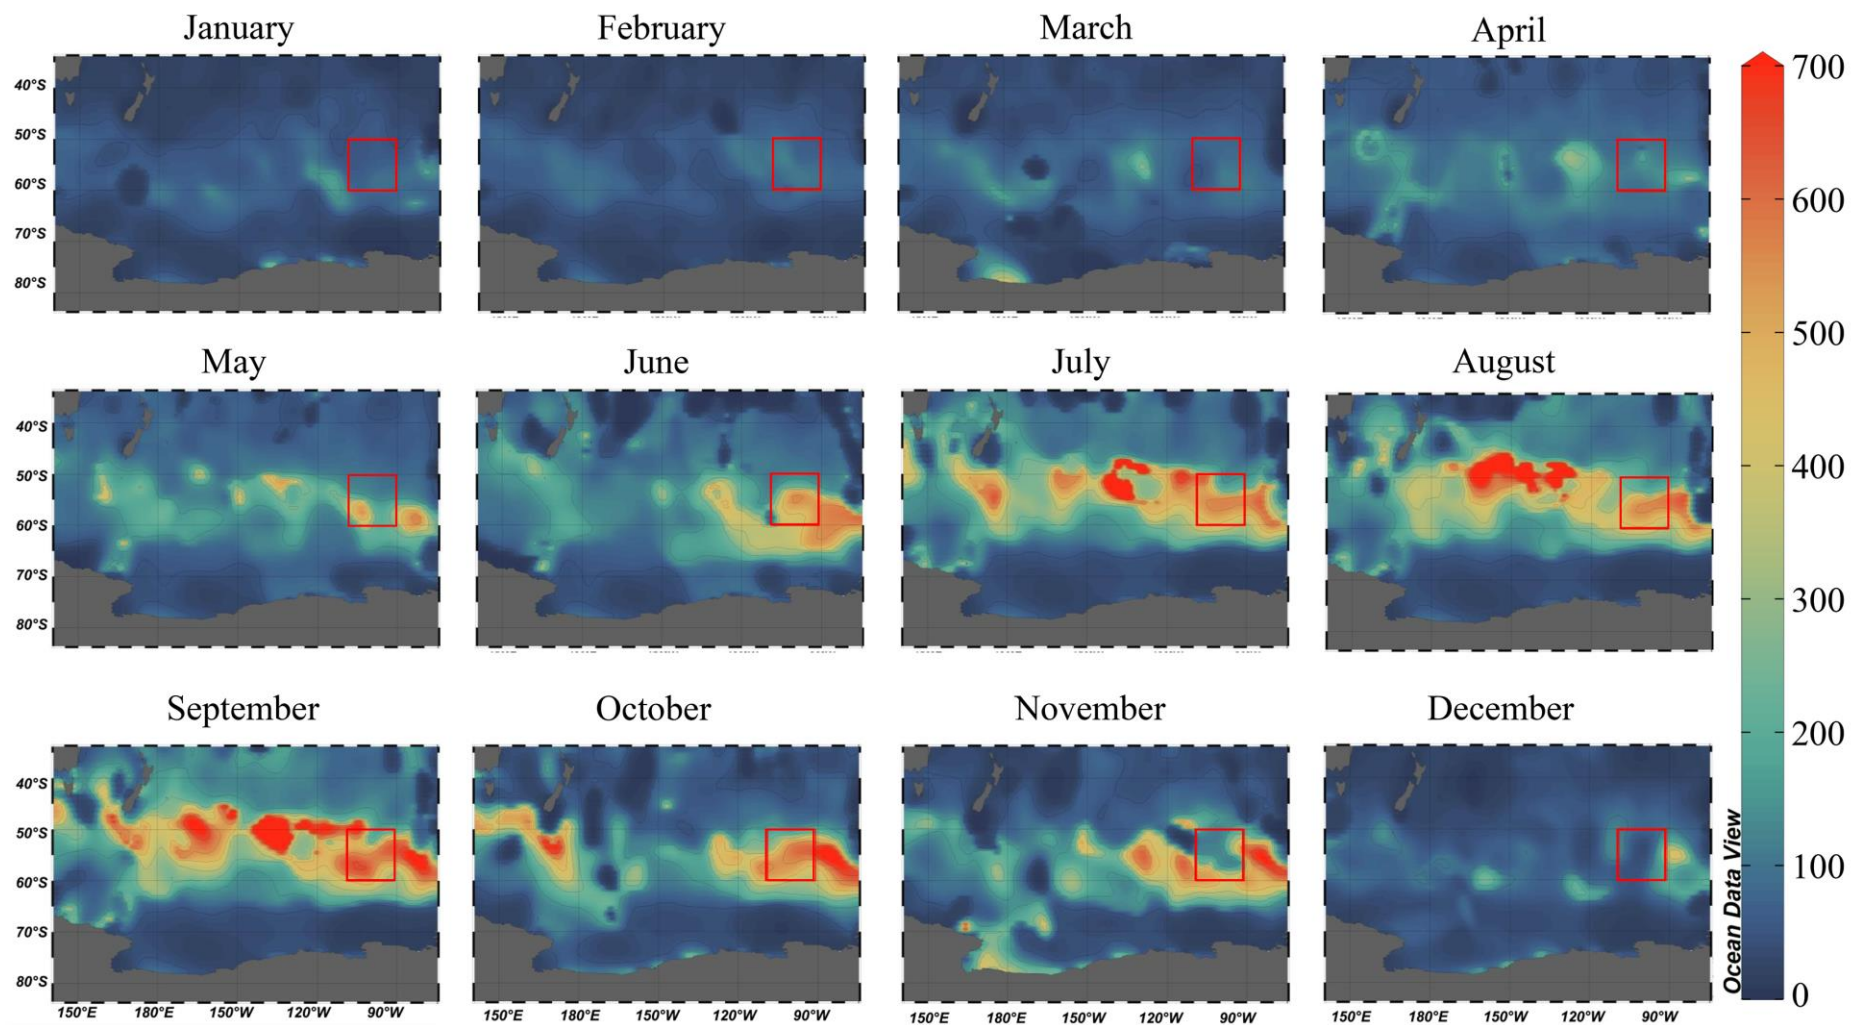 January February March April
40°S
50°S
60°S
70°S
80°S
May June July August
40°S
50°S
60°S
70°S
80°S
September October November December
40°S
50°S
60°S
70°S
80°S
150°E 180°E 150°W 120°W 90°W 150°E 180°E 150°W 120°W 90°W 150°E 180°E 150°W 120°W 90°W 150°E 180°E 150°W 120°W 90°W
700
600
500
400
300
200
100
0
Ocean Data View